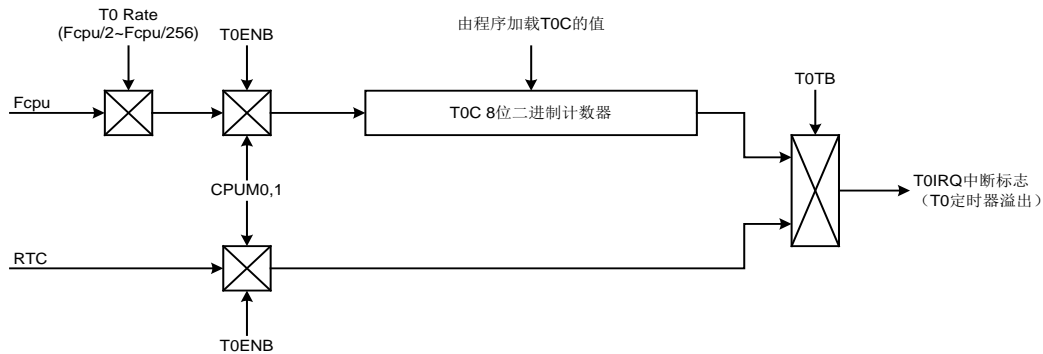 T0 Rate
(Fcpu/2~Fcpu/256)
T0ENB
由程序加载T0C的值
T0TB
Fcpu
T0C 8位二进制计数器
CPUM0,1
T0IRQ中断标志
（T0定时器溢出）
RTC
T0ENB